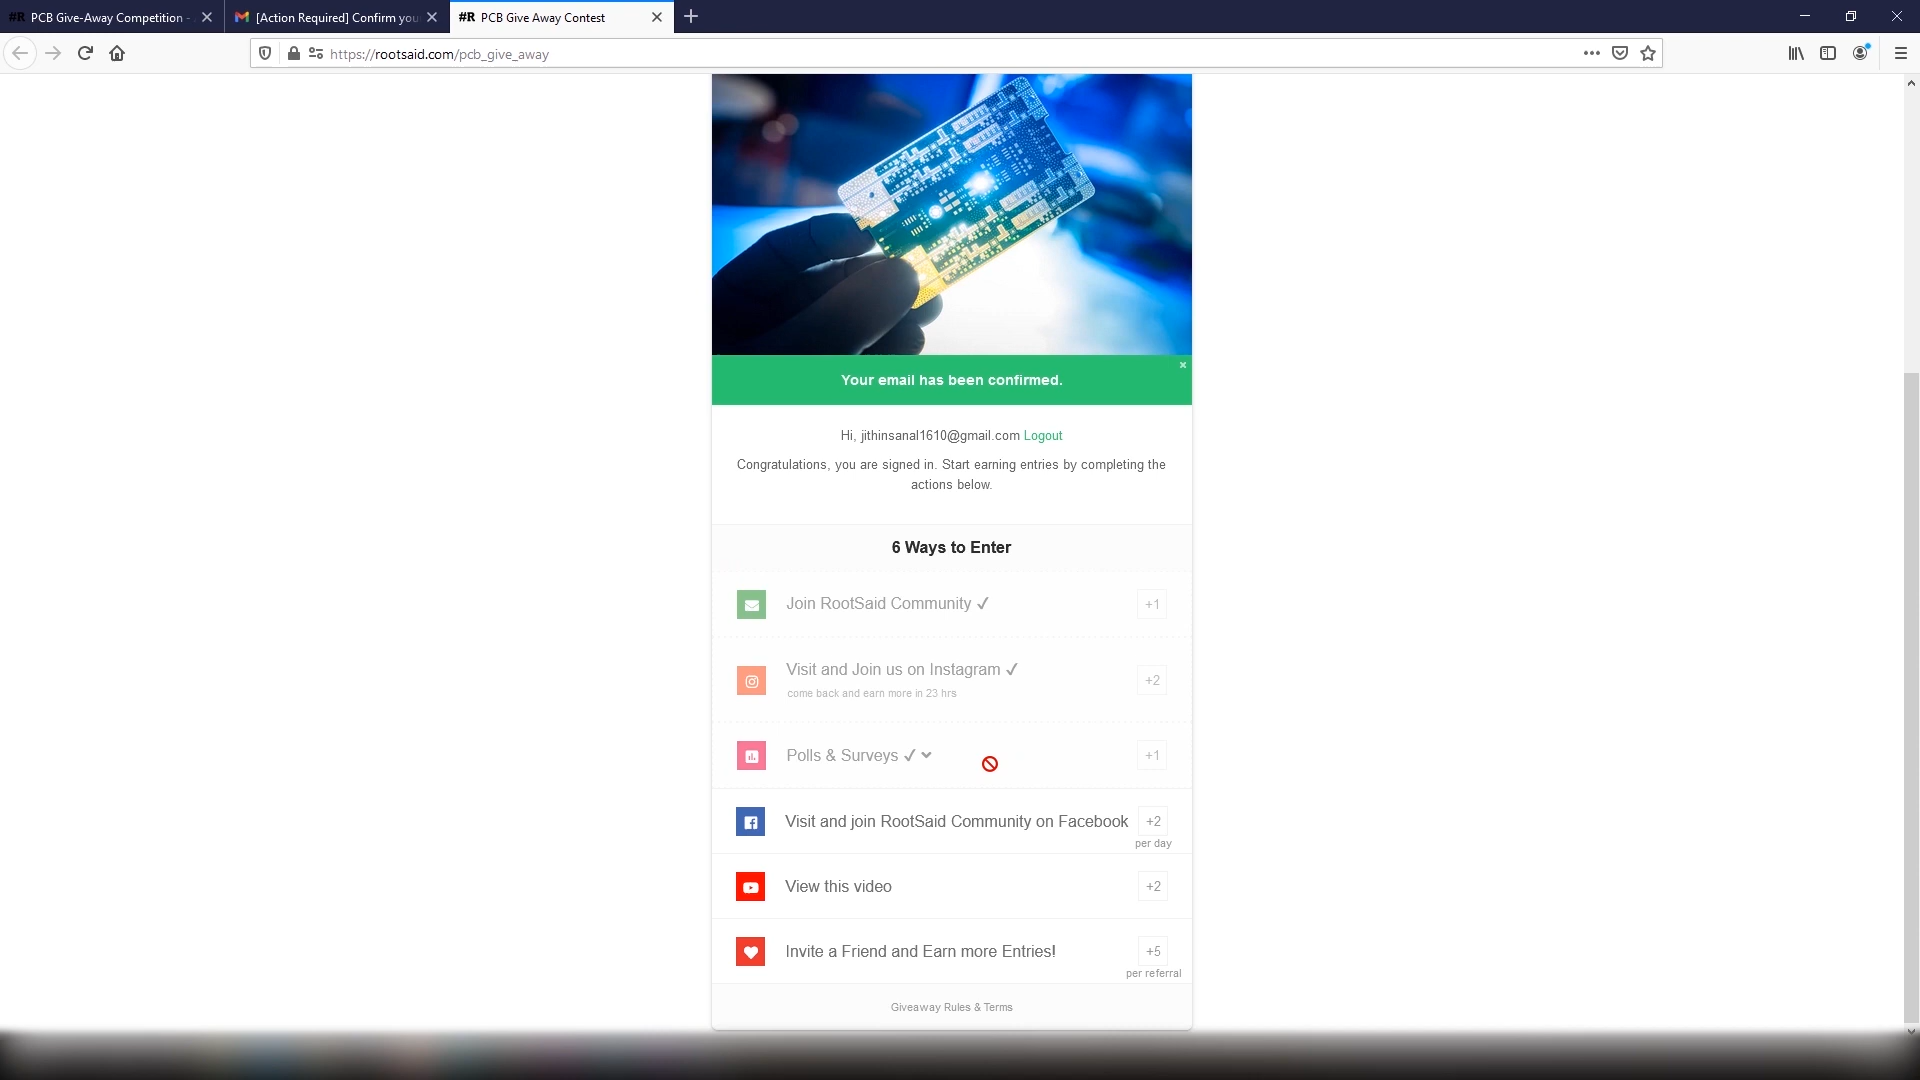 #R PCB Give-Away Competition -
[Action Required] Confirm you
#R PCB Give Away Contest
https://rootsaid.com/pcb_give_away
Your email has been confirmed.
Hi, jithinsanal1610@gmail.com Logout
Congratulations, you are signed in. Start earning entries by completing the
actions below.
6 Ways to Enter
Join RootSaid Community ✓ +1
Visit and Join us on Instagram ✓ +2
come back and earn more in 23 hrs
Polls & Surveys ✓ +1
Visit and join RootSaid Community on Facebook +2
per day
View this video +2
Invite a Friend and Earn more Entries! +5
per referral
Giveaway Rules & Terms